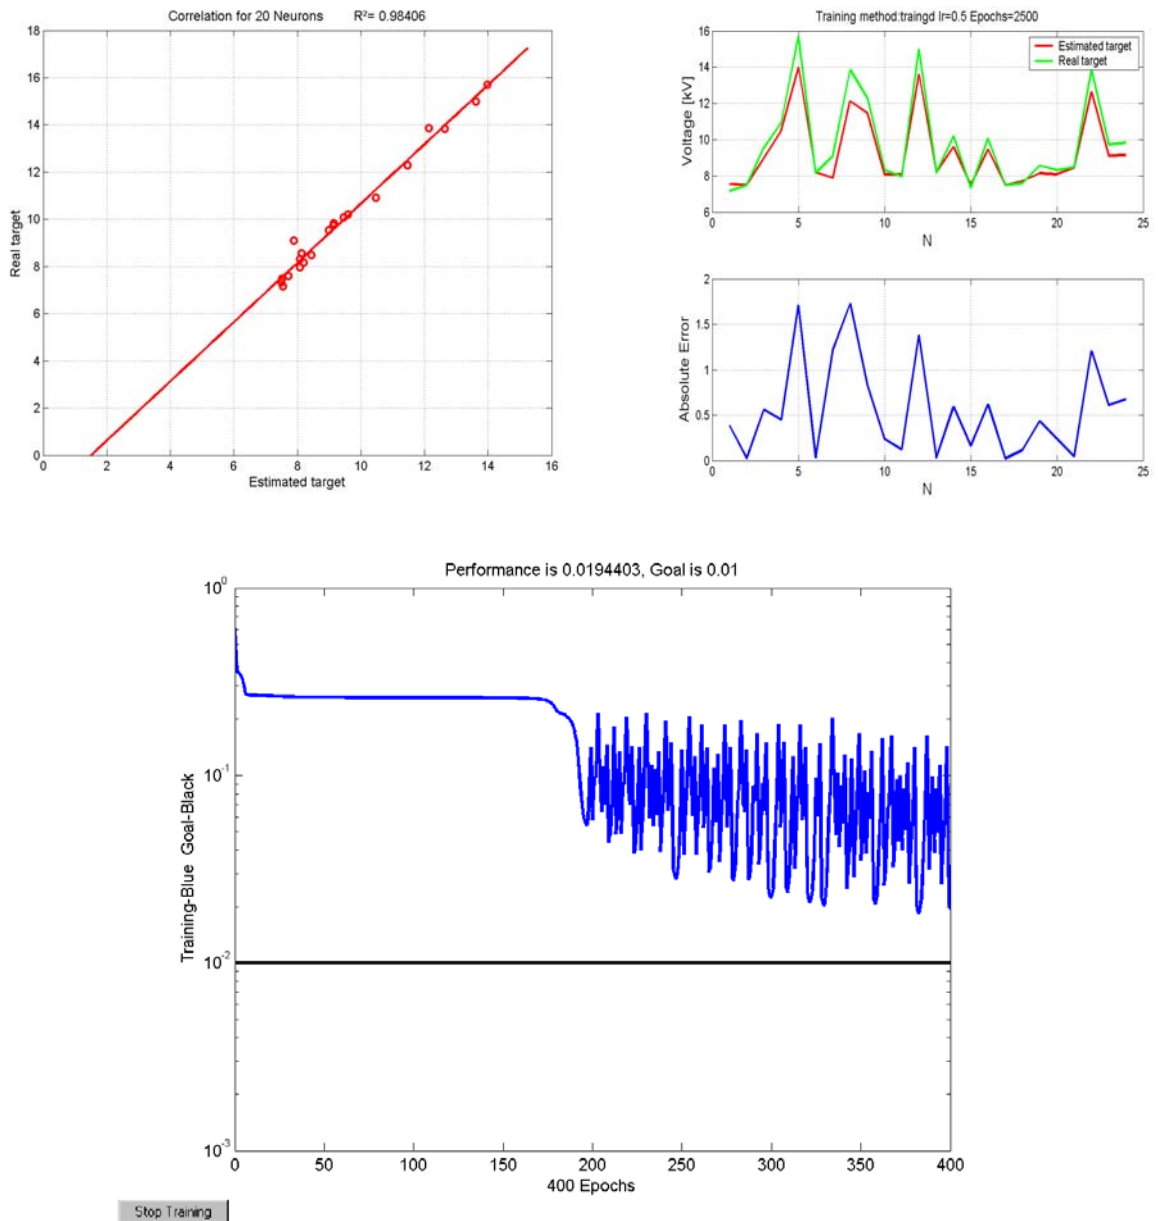 Correlation for 20 Neurons R²= 0.98406
18
16
14
12
10
8
6
4
2
0
Real target
0 2 4 6 8 10 12 14 16
Estimated target
Training method:traingd lr=0.5 Epochs=2500
Estimated target
Real target
16
14
12
10
8
6
Voltage [kV]
5 10 15 20 25
N
2
1.5
1
0.5
0
Absolute Error
0 5 10 15 20 25
N
Performance is 0.0194403, Goal is 0.01
10^0
10^-1
10^-2
10^-3
Training-Blue Goal-Black
0 50 100 150 200 250 300 350 400
400 Epochs
Stop Training